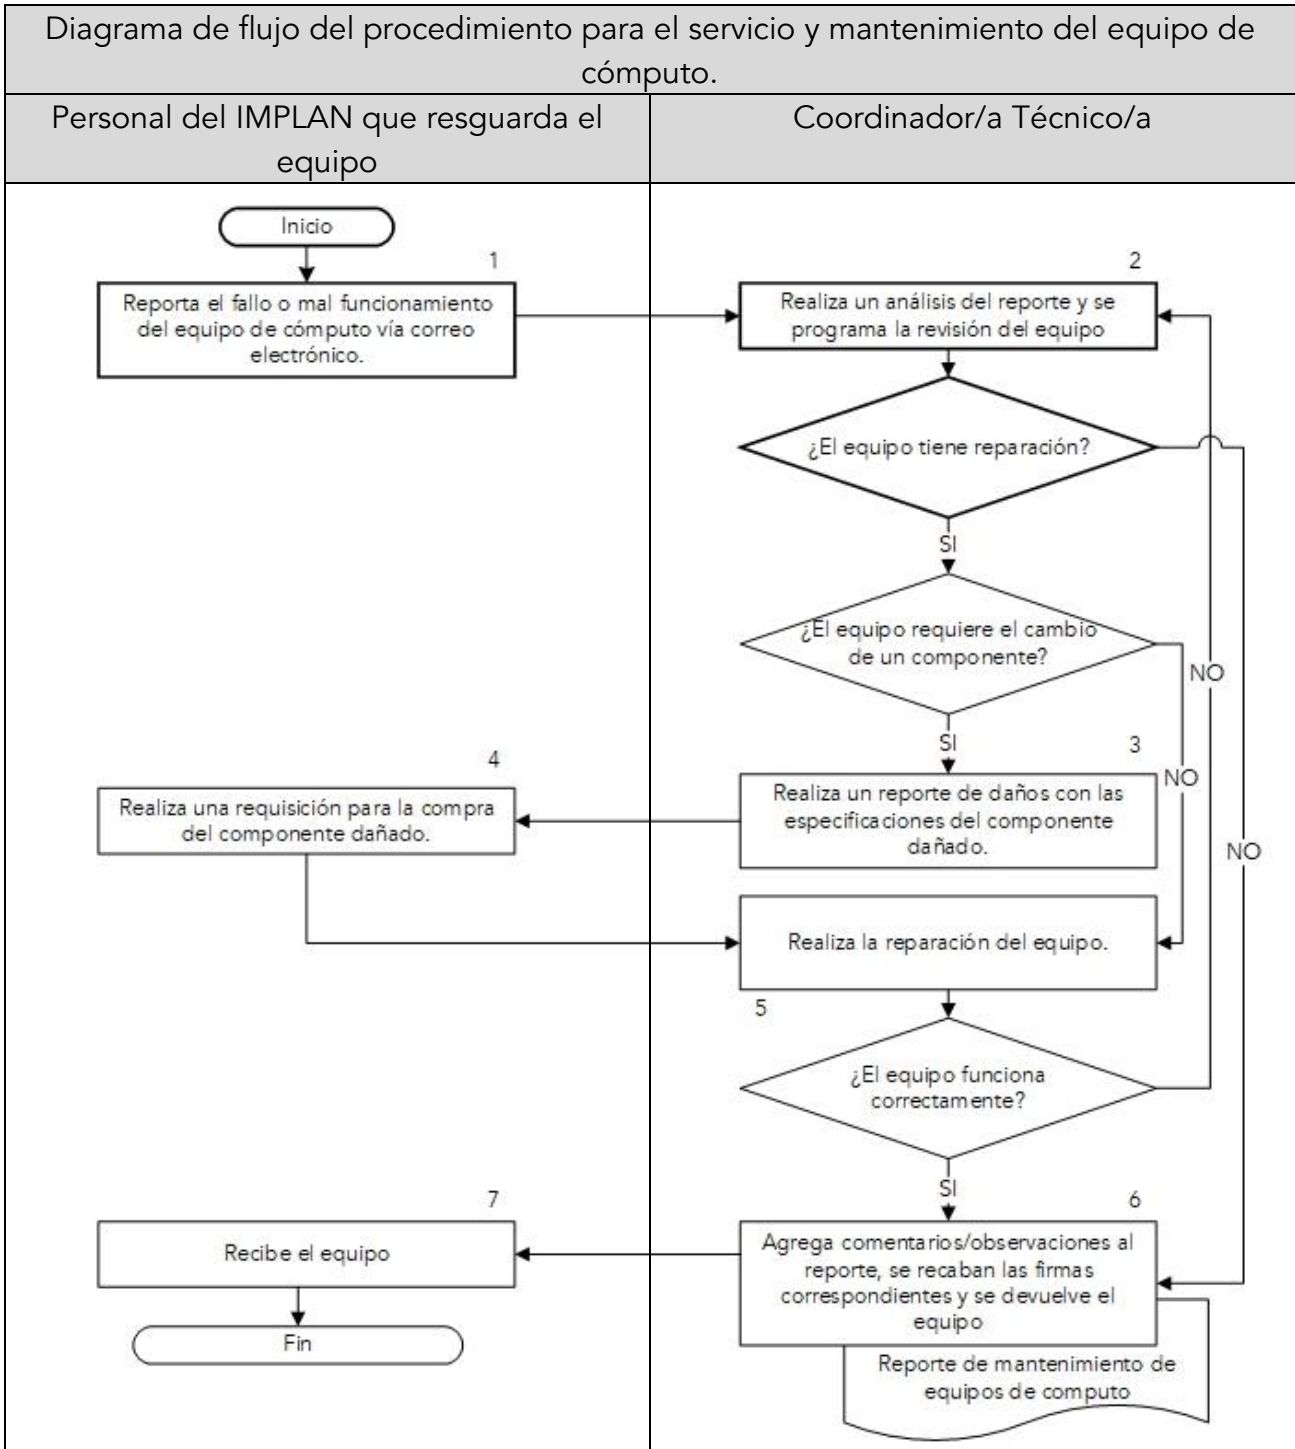 Diagrama de flujo del procedimiento para el servicio y mantenimiento del equipo de
cómputo.
Personal del IMPLAN que resguarda el
equipo
Coordinador/a Técnico/a
Inicio
1
Reporta el fallo o mal funcionamiento
del equipo de cómputo vía correo
electrónico.
2
Realiza un análisis del reporte y se
programa la revisión del equipo
¿El equipo tiene reparación?
SI
¿El equipo requiere el cambio
de un componente?
NO
SI
3
NO
4
Realiza una requisición para la compra
del componente dañado.
Realiza un reporte de daños con las
especificaciones del componente
dañado.
NO
Realiza la reparación del equipo.
5
¿El equipo funciona
correctamente?
SI
7
6
Recibe el equipo
Agrega comentarios/observaciones al
reporte, se recaban las firmas
correspondientes y se devuelve el
equipo
Fin
Reporte de mantenimiento de
equipos de computo